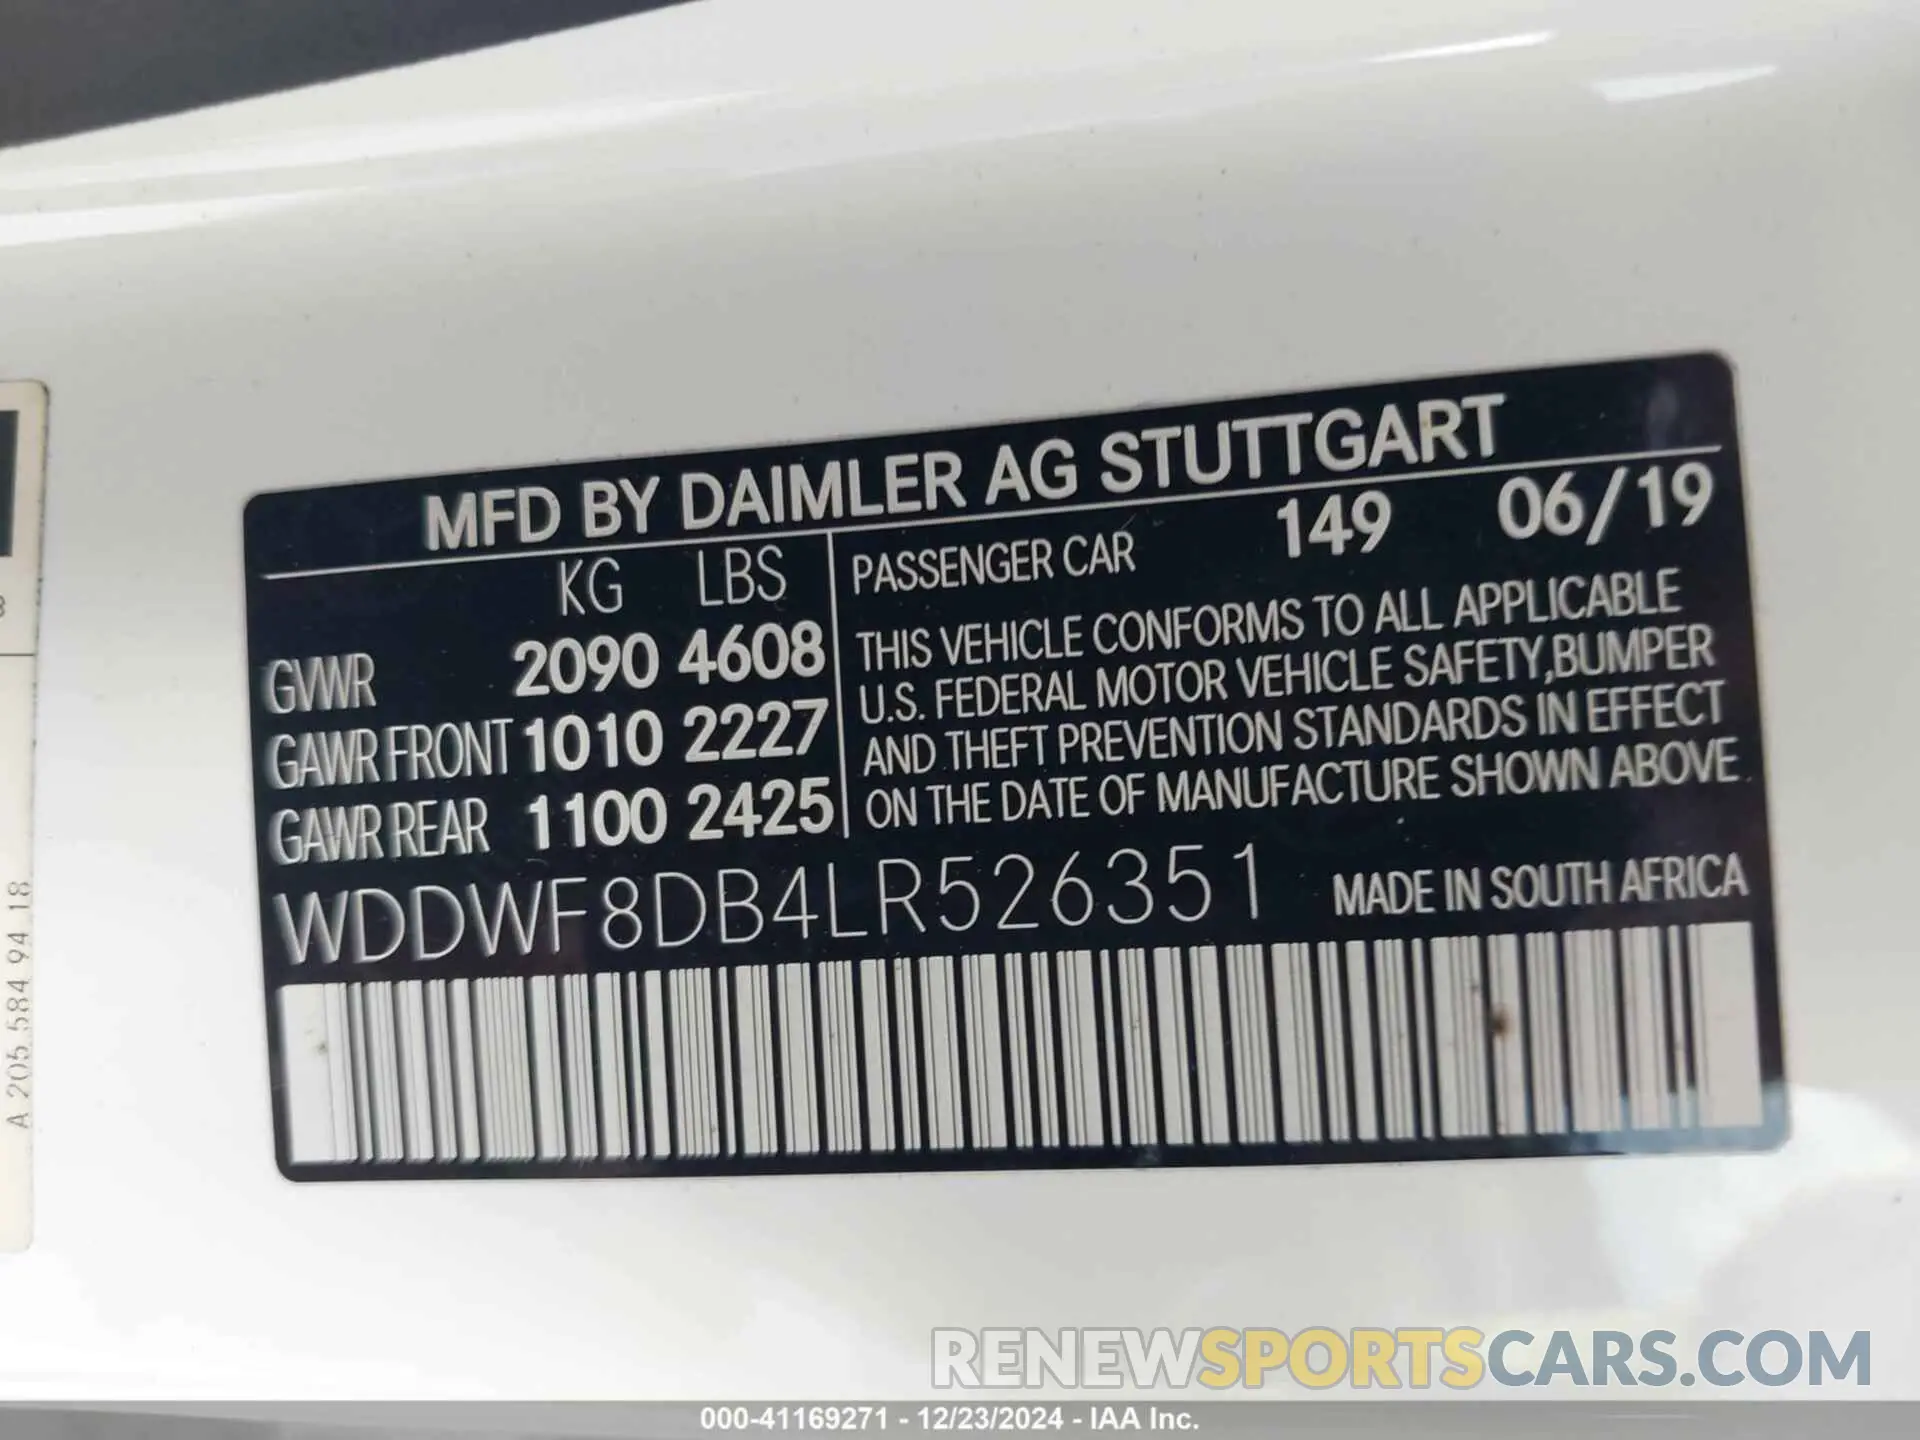 MFD BY DAIMLER AG STUTTGART
KG LBS
GVWR 2090 4608
GAWR FRONT 1010 2227
GAWR REAR 1100 2425
PASSENGER CAR 149 06/19
THIS VEHICLE CONFORMS TO ALL APPLICABLE
U.S. FEDERAL MOTOR VEHICLE SAFETY,BUMPER
AND THEFT PREVENTION STANDARDS IN EFFECT
ON THE DATE OF MANUFACTURE SHOWN ABOVE.
WDDWF8DB4LR526351 MADE IN SOUTH AFRICA
A 205 584 94 18
RENEWSPORTSCARS.COM
000-41169271 - 12/23/2024 - IAA Inc.